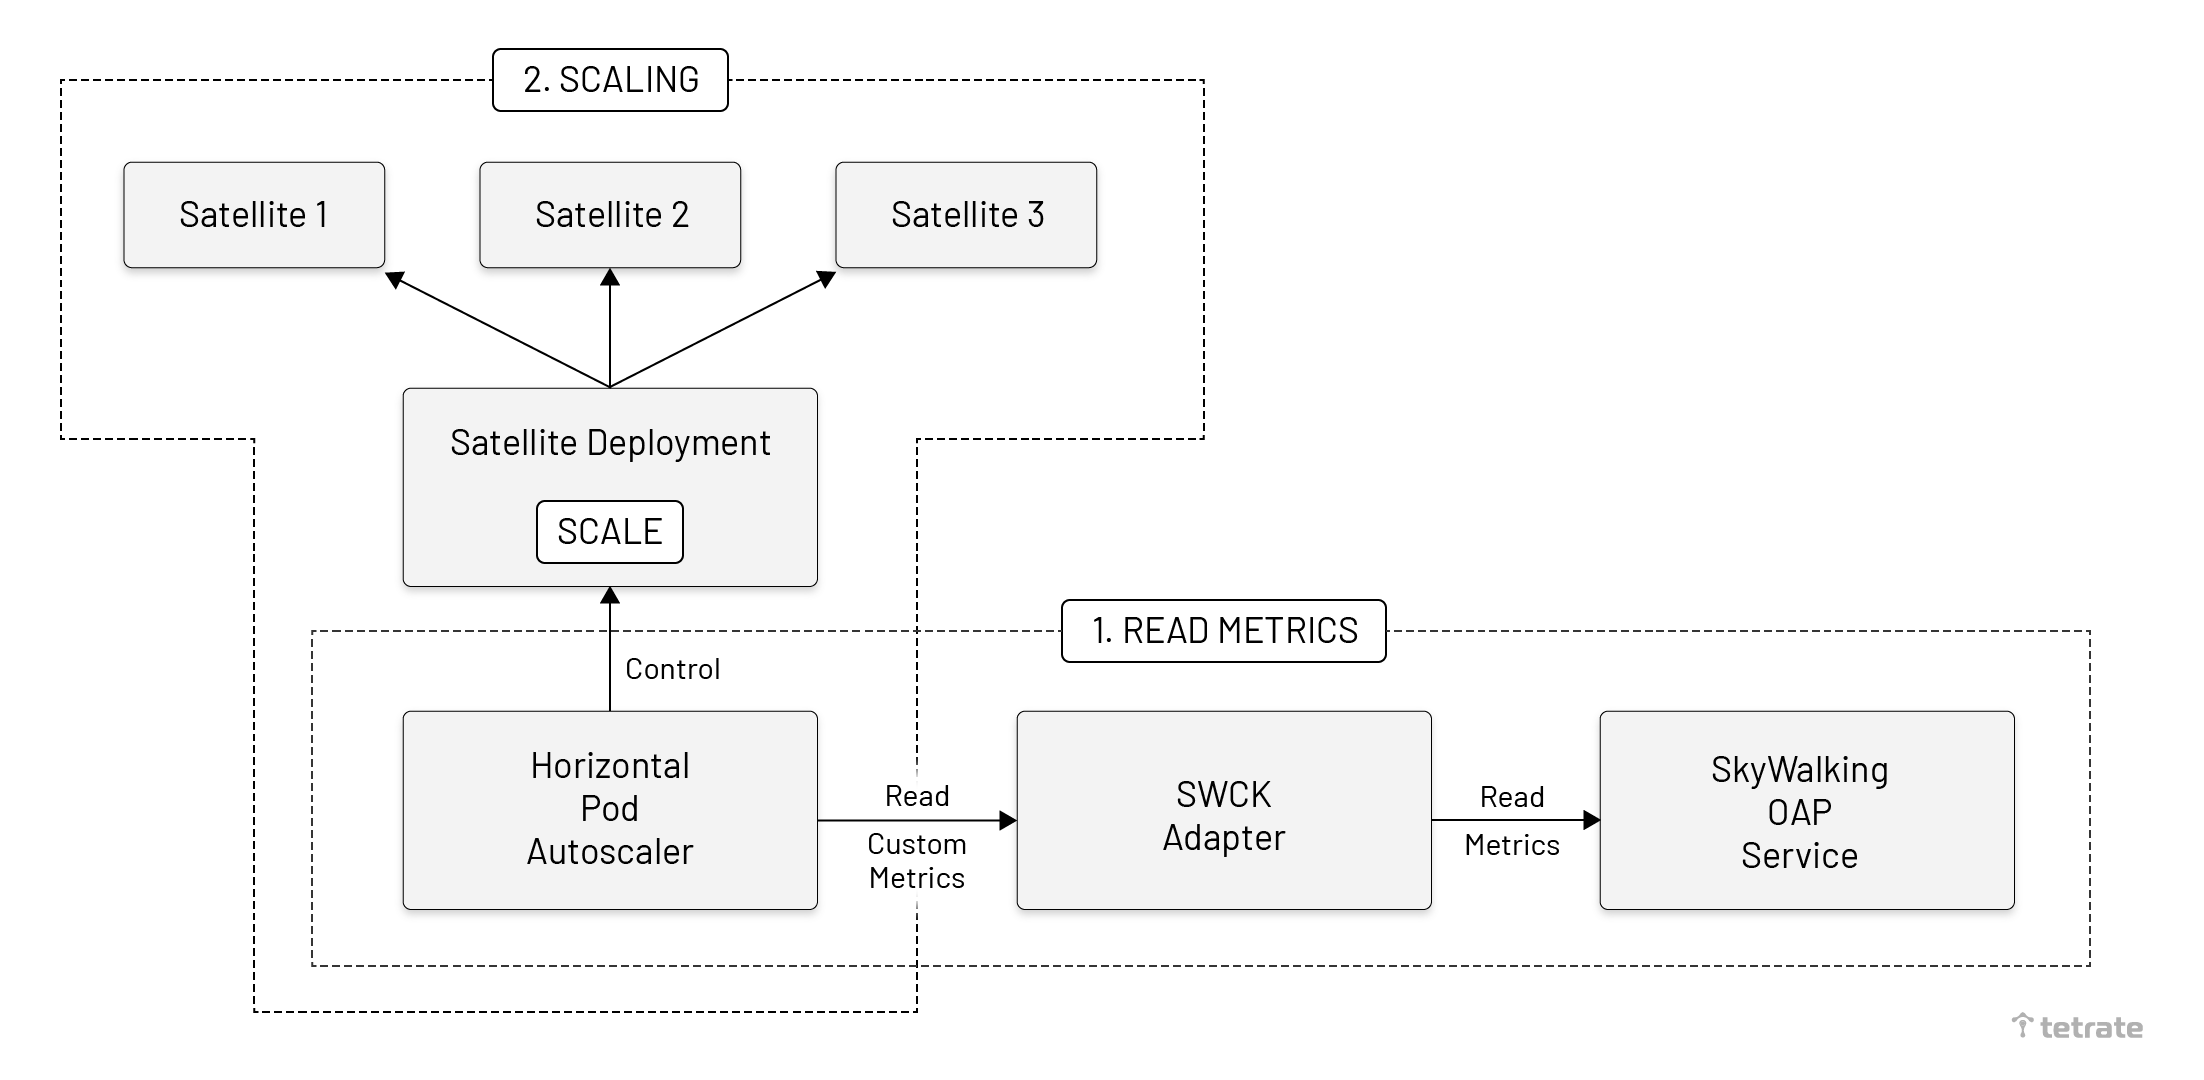 2. SCALING
Satellite 1
Satellite 2
Satellite 3
Satellite Deployment
SCALE
1. READ METRICS
Control
Horizontal
Pod
Autoscaler
Read
Custom
Metrics
SWCK
Adapter
Read
Metrics
SkyWalking
OAP
Service
tetrate